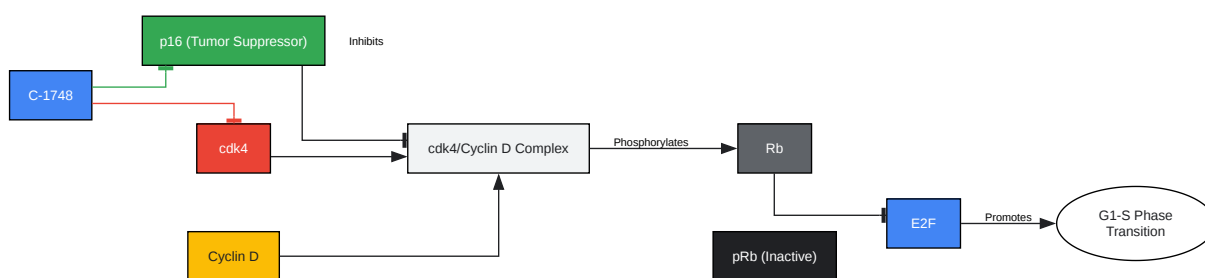 p16 (Tumor Suppressor)
Inhibits
C-1748
cdk4
cdk4/Cyclin D Complex
Phosphorylates
Rb
Cyclin D
pRb (Inactive)
E2F
Promotes
G1-S Phase
Transition